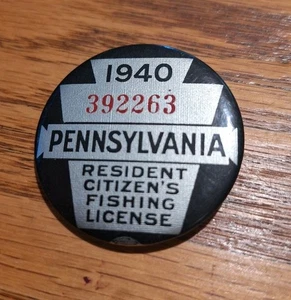 1940
392263
PENNSYLVANIA
RESIDENT
CITIZEN'S
FISHING
LICENSE